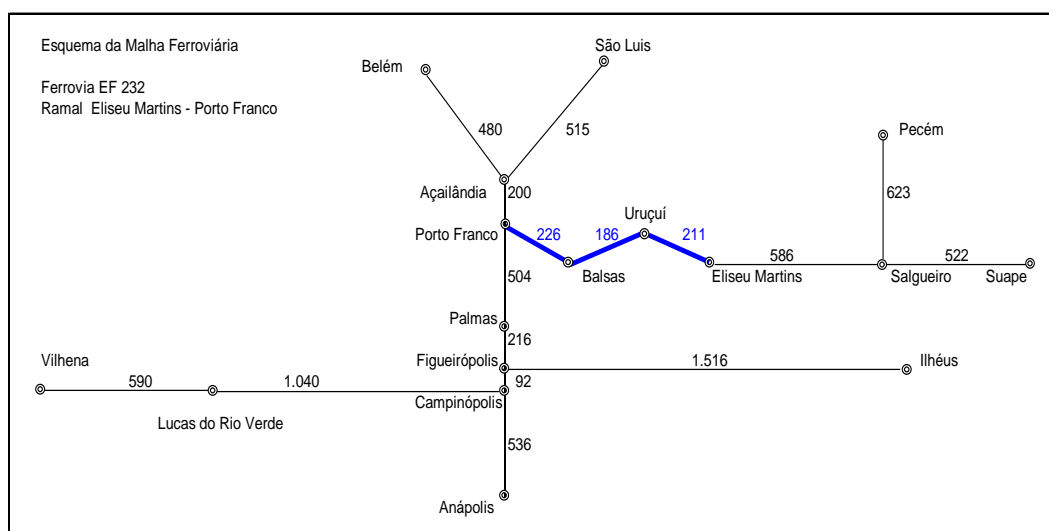 Esquema da Malha Ferroviária
São Luis
Belém
Ferrovia EF 232
Ramal Eliseu Martins - Porto Franco
480
515
Pecém
Açailândia
200
623
Uruçuí
Porto Franco
226
186
211
586
522
504
Balsas
Eliseu Martins
Salgueiro
Suape
Palmas
216
Vilhena
Figueirópolis
1.516
Ilhéus
590
1.040
92
Campinópolis
Lucas do Rio Verde
536
Anápolis